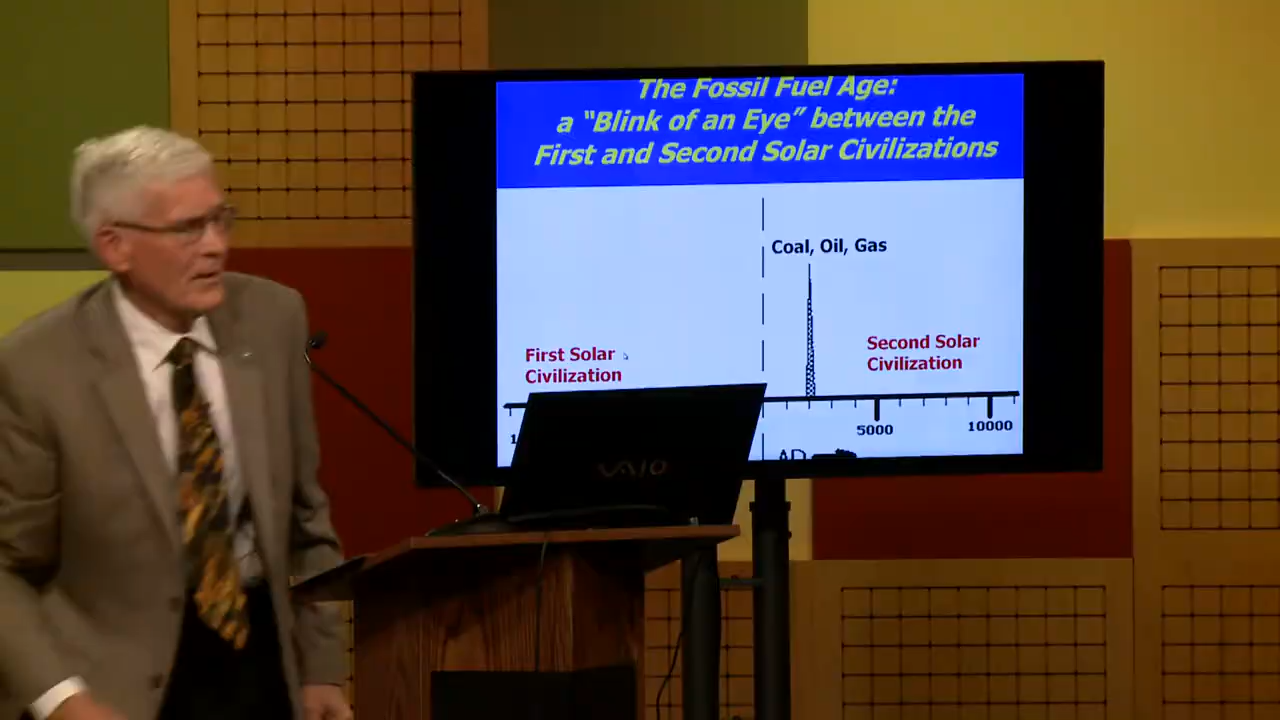 The Fossil Fuel Age:
a “Blink of an Eye” between the
First and Second Solar Civilizations
Coal, Oil, Gas
First Solar
Civilization
Second Solar
Civilization
5000
10000
AD
VAIO